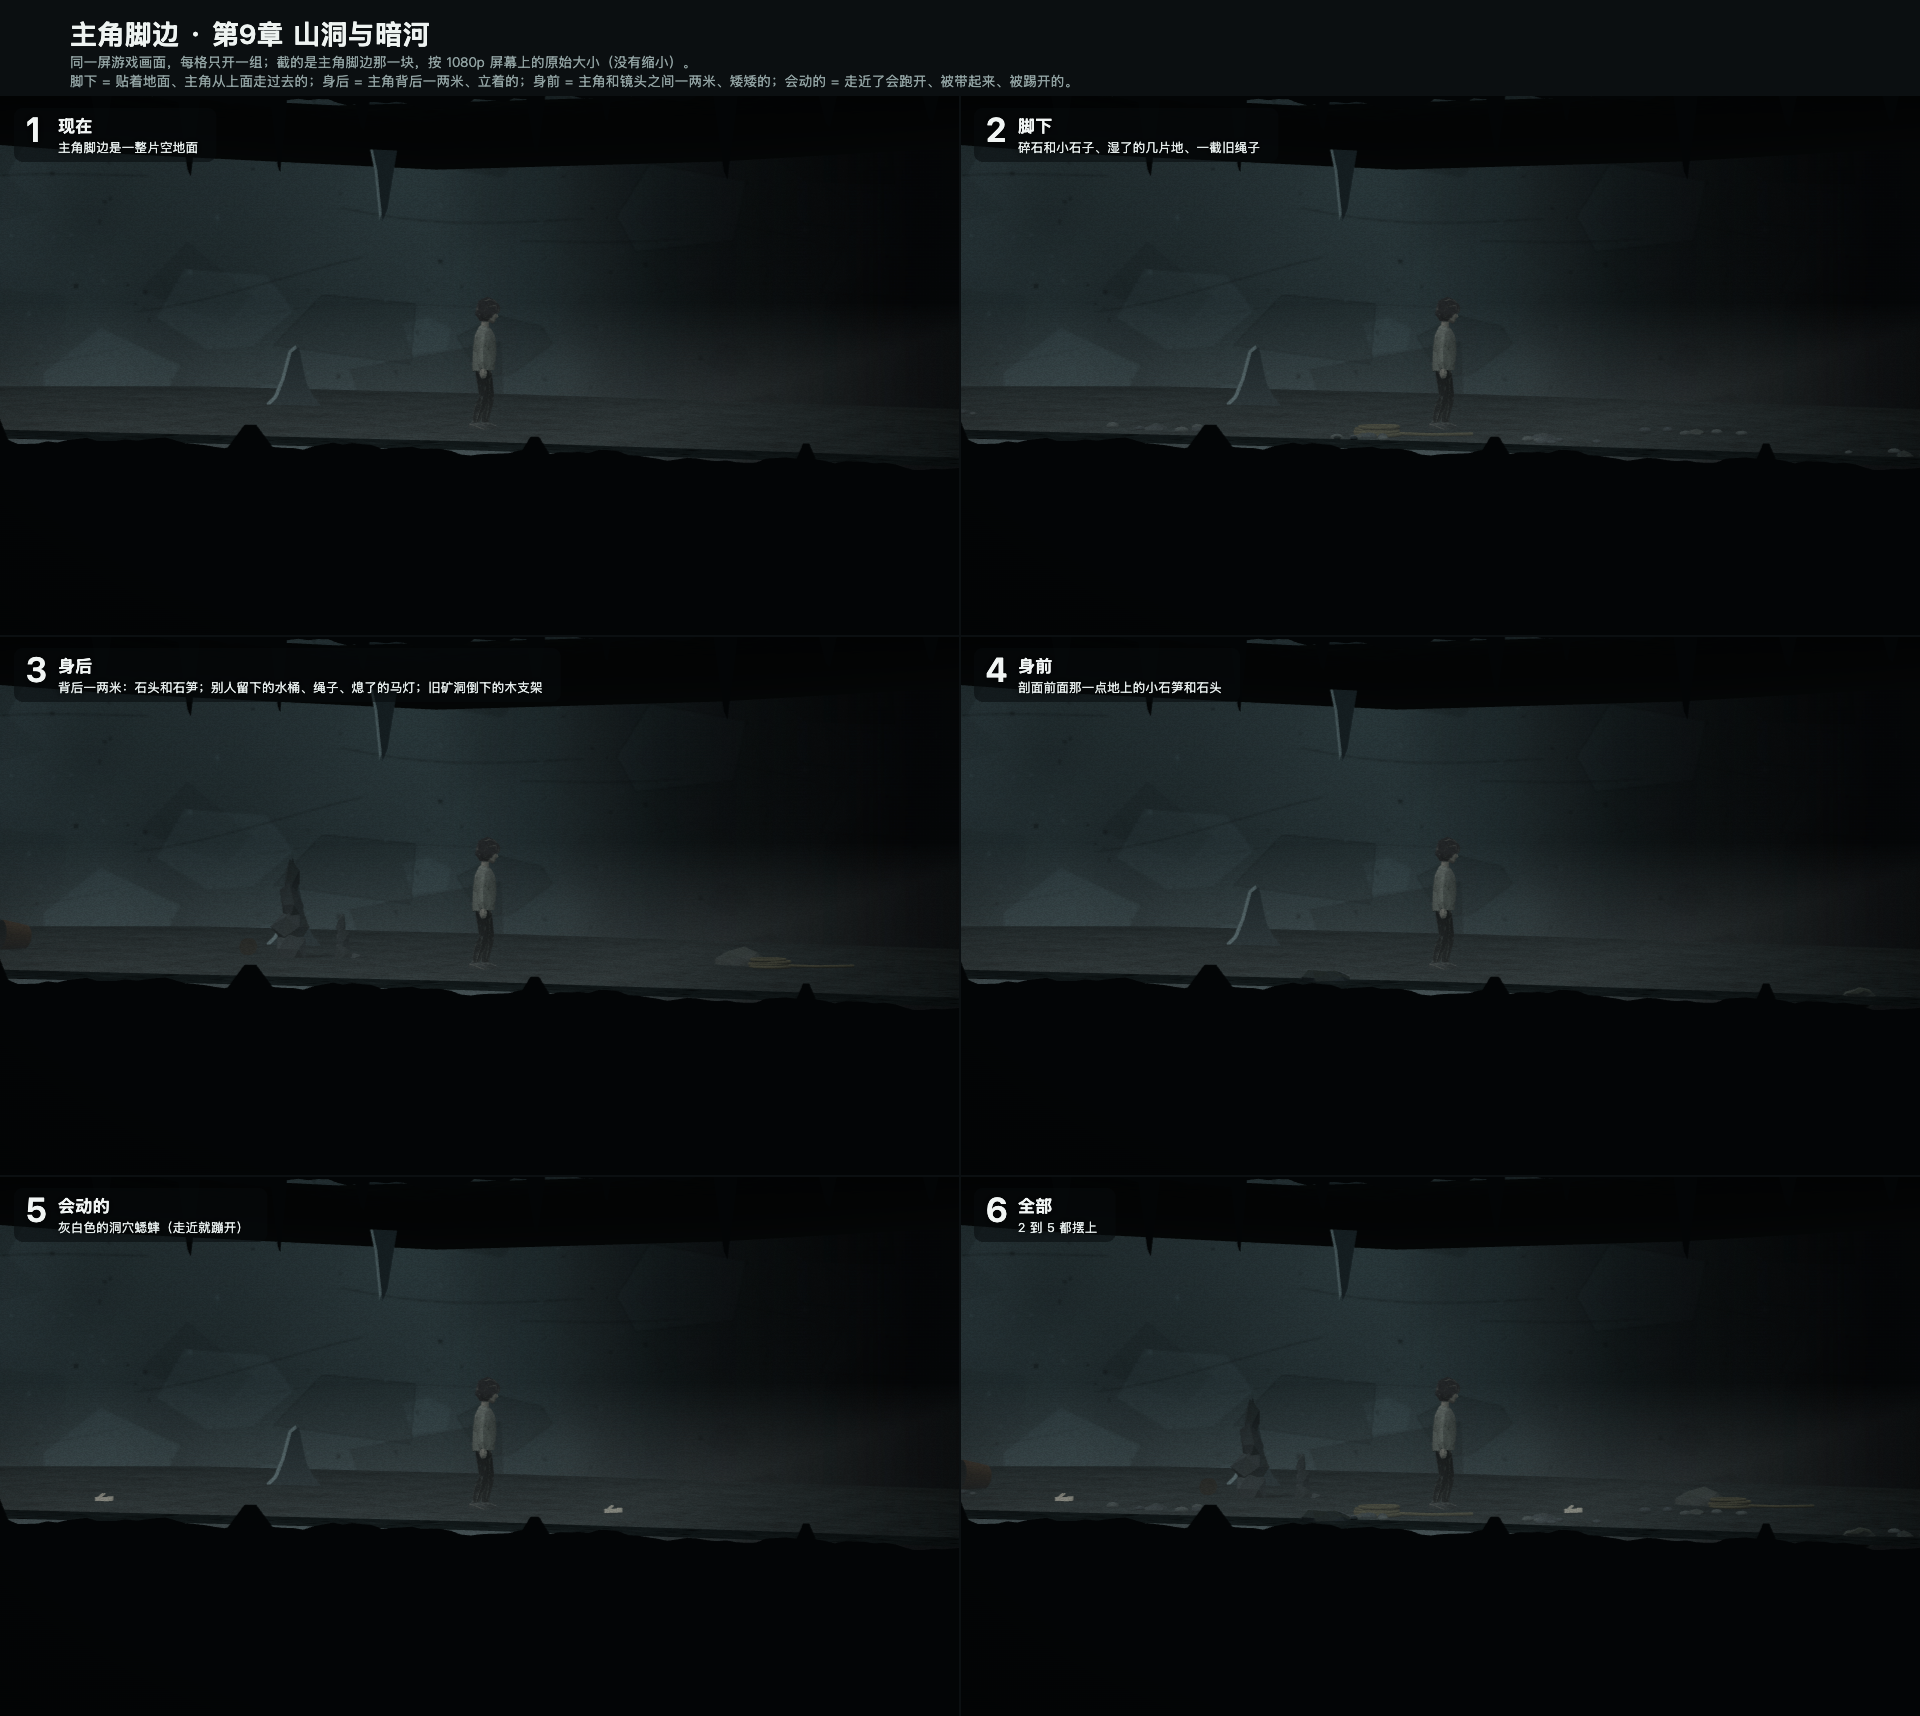 主角脚边 · 第9章 山洞与暗河
同一屏游戏画面，每格只开一组；截的是主角脚边那一块，按 1080p 屏幕上的原始大小（没有缩小）。
脚下 = 贴着地面、主角从上面走过去的；身后 = 主角背后一两米、立着的；身前 = 主角和镜头之间一两米、矮矮的；会动的 = 走近了会跑开、被带起来、被踢开的。
1 现在
主角脚边是一整片空地面
2 脚下
碎石和小石子、湿了的几片地、一截旧绳子
3 身后
背后一两米：石头和石笋；别人留下的水桶、绳子、熄了的马灯；旧矿洞倒下的木支架
4 身前
剖面前面那一点地上的小石笋和石头
5 会动的
灰白色的洞穴蟋蟀（走近就蹦开）
6 全部
2 到 5 都摆上